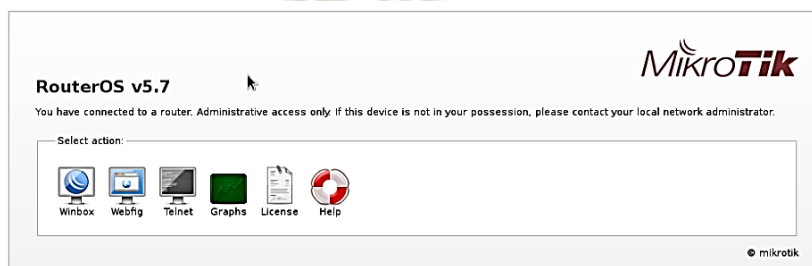 MikroTik
RouterOS v5.7
You have connected to a router. Administrative access only. If this device is not in your possession, please contact your local network administrator.
Select action:
Winbox Webfig Telnet Graphs License Help
© mikrotik